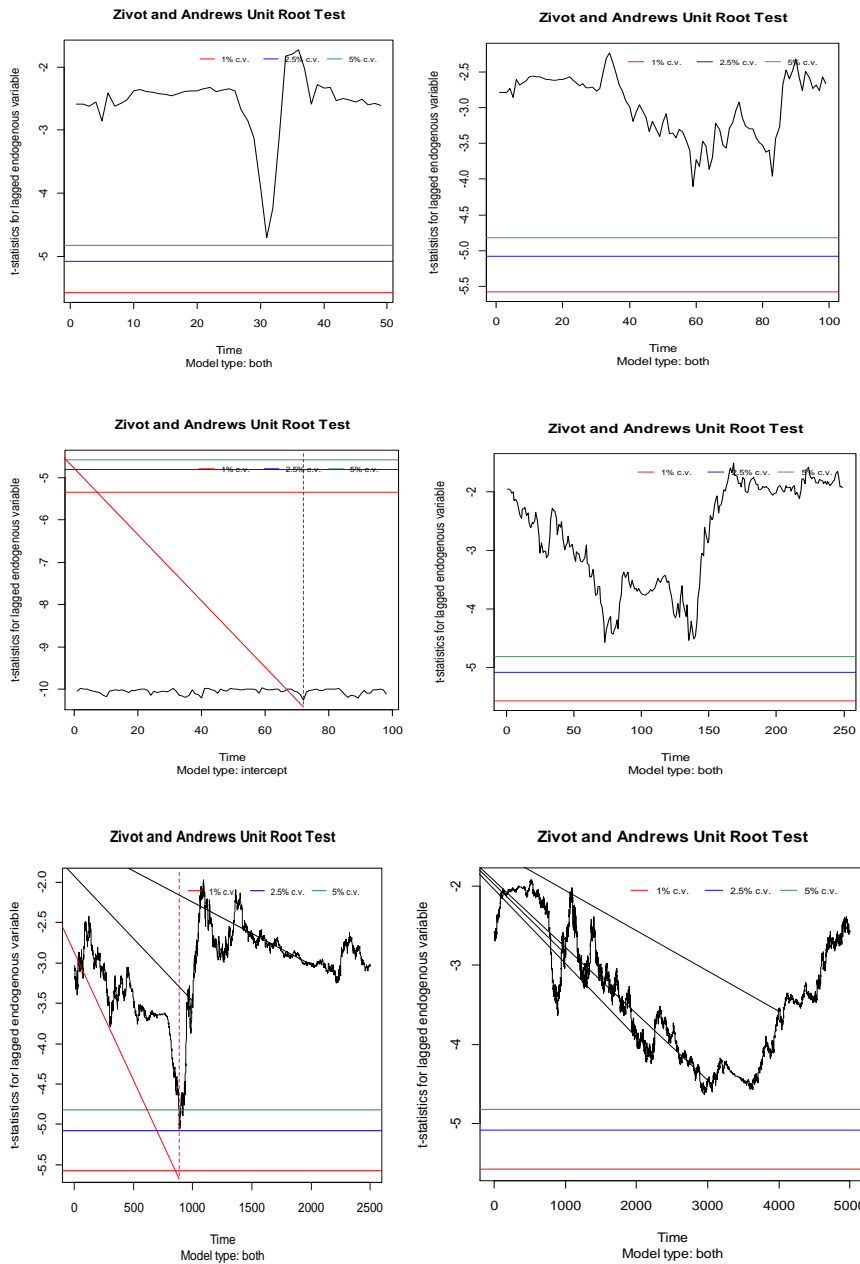 Zivot and Andrews Unit Root Test
t-statistics for lagged endogenous variable
1% c.v. 2.5% c.v. 5% c.v.
-2
-3
-4
-5
0 10 20 30 40 50
Time
Model type: both
Zivot and Andrews Unit Root Test
t-statistics for lagged endogenous variable
1% c.v. 2.5% c.v. 5% c.v.
-2.5
-3.0
-3.5
-4.0
-4.5
-5.0
-5.5
0 20 40 60 80 100
Time
Model type: both
Zivot and Andrews Unit Root Test
t-statistics for lagged endogenous variable
1% c.v. 2.5% c.v. 5% c.v.
-5
-6
-7
-8
-9
-10
0 20 40 60 80 100
Time
Model type: intercept
Zivot and Andrews Unit Root Test
t-statistics for lagged endogenous variable
1% c.v. 2.5% c.v. 5% c.v.
-2
-3
-4
-5
0 50 100 150 200 250
Time
Model type: both
Zivot and Andrews Unit Root Test
t-statistics for lagged endogenous variable
1% c.v. 2.5% c.v. 5% c.v.
-2.0
-2.5
-3.0
-3.5
-4.0
-4.5
-5.0
-5.5
0 500 1000 1500 2000 2500
Time
Model type: both
Zivot and Andrews Unit Root Test
t-statistics for lagged endogenous variable
1% c.v. 2.5% c.v. 5% c.v.
-2
-3
-4
-5
0 1000 2000 3000 4000 5000
Time
Model type: both